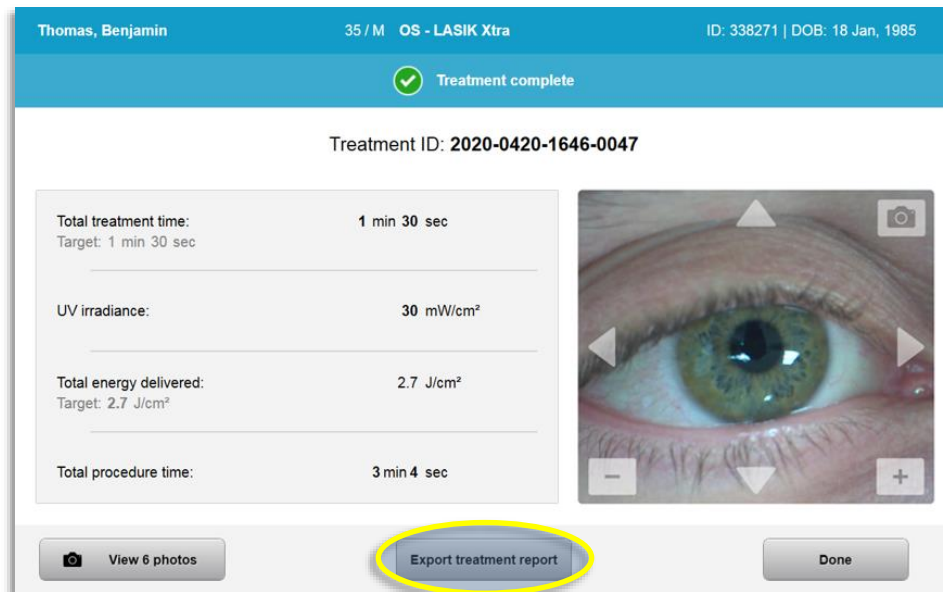 Thomas, Benjamin 35 / M OS - LASIK Xtra ID: 338271 | DOB: 18 Jan, 1985
Treatment complete
Treatment ID: 2020-0420-1646-0047
Total treatment time: 1 min 30 sec
Target: 1 min 30 sec
UV irradiance: 30 mW/cm²
Total energy delivered: 2.7 J/cm²
Target: 2.7 J/cm²
Total procedure time: 3 min 4 sec
View 6 photos Export treatment report Done